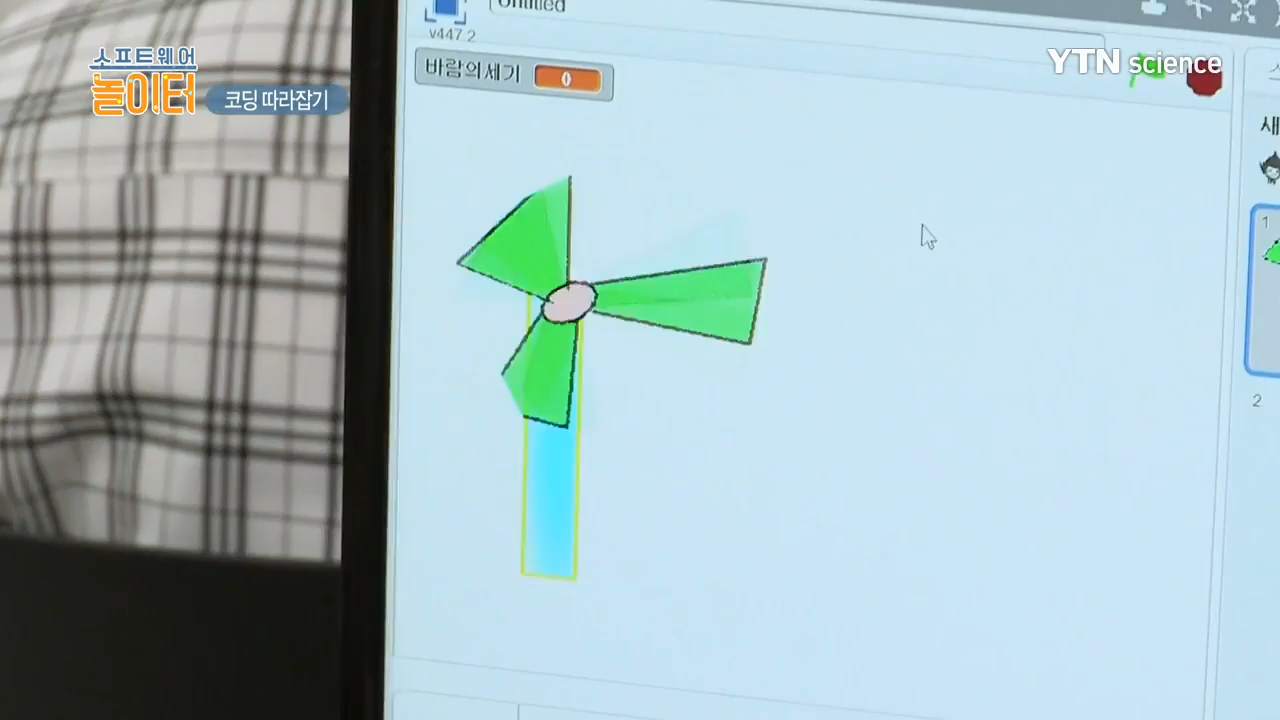 Untitled
v447.2
소프트웨어
놀이터
코딩 따라잡기
바람의세기
0
YTN science
새
1
2